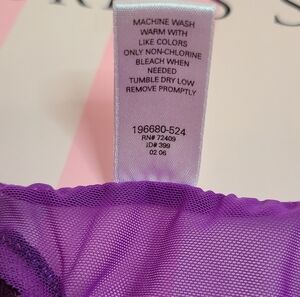 MACHINE WASH
WARM WITH
LIKE COLORS
ONLY NON-CHLORINE
BLEACH WHEN
NEEDED
TUMBLE DRY LOW
REMOVE PROMPTLY
196680-524
RN# 72409
ID# 399
02 06